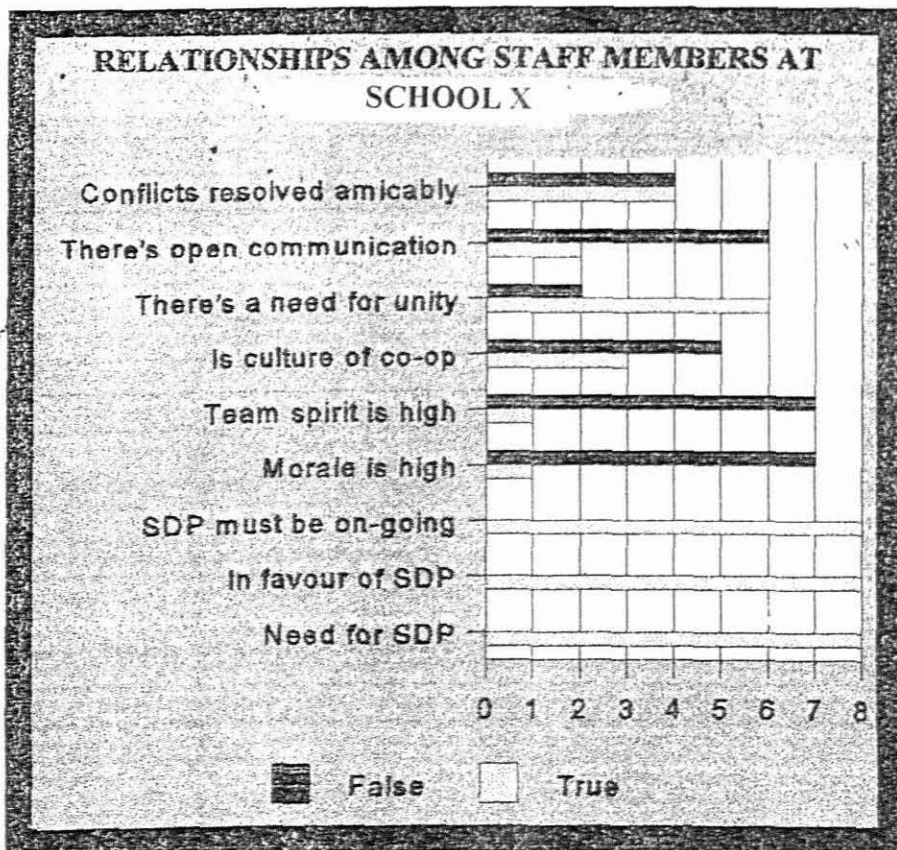 RELATIONSHIPS AMONG STAFF MEMBERS AT
SCHOOL X
Conflicts resolved amicably
There's open communication
There's a need for unity
Is culture of co-op
Team spirit is high
Morale is high
SDP must be on-going
In favour of SDP
Need for SDP
0 1 2 3 4 5 6 7 8
False True